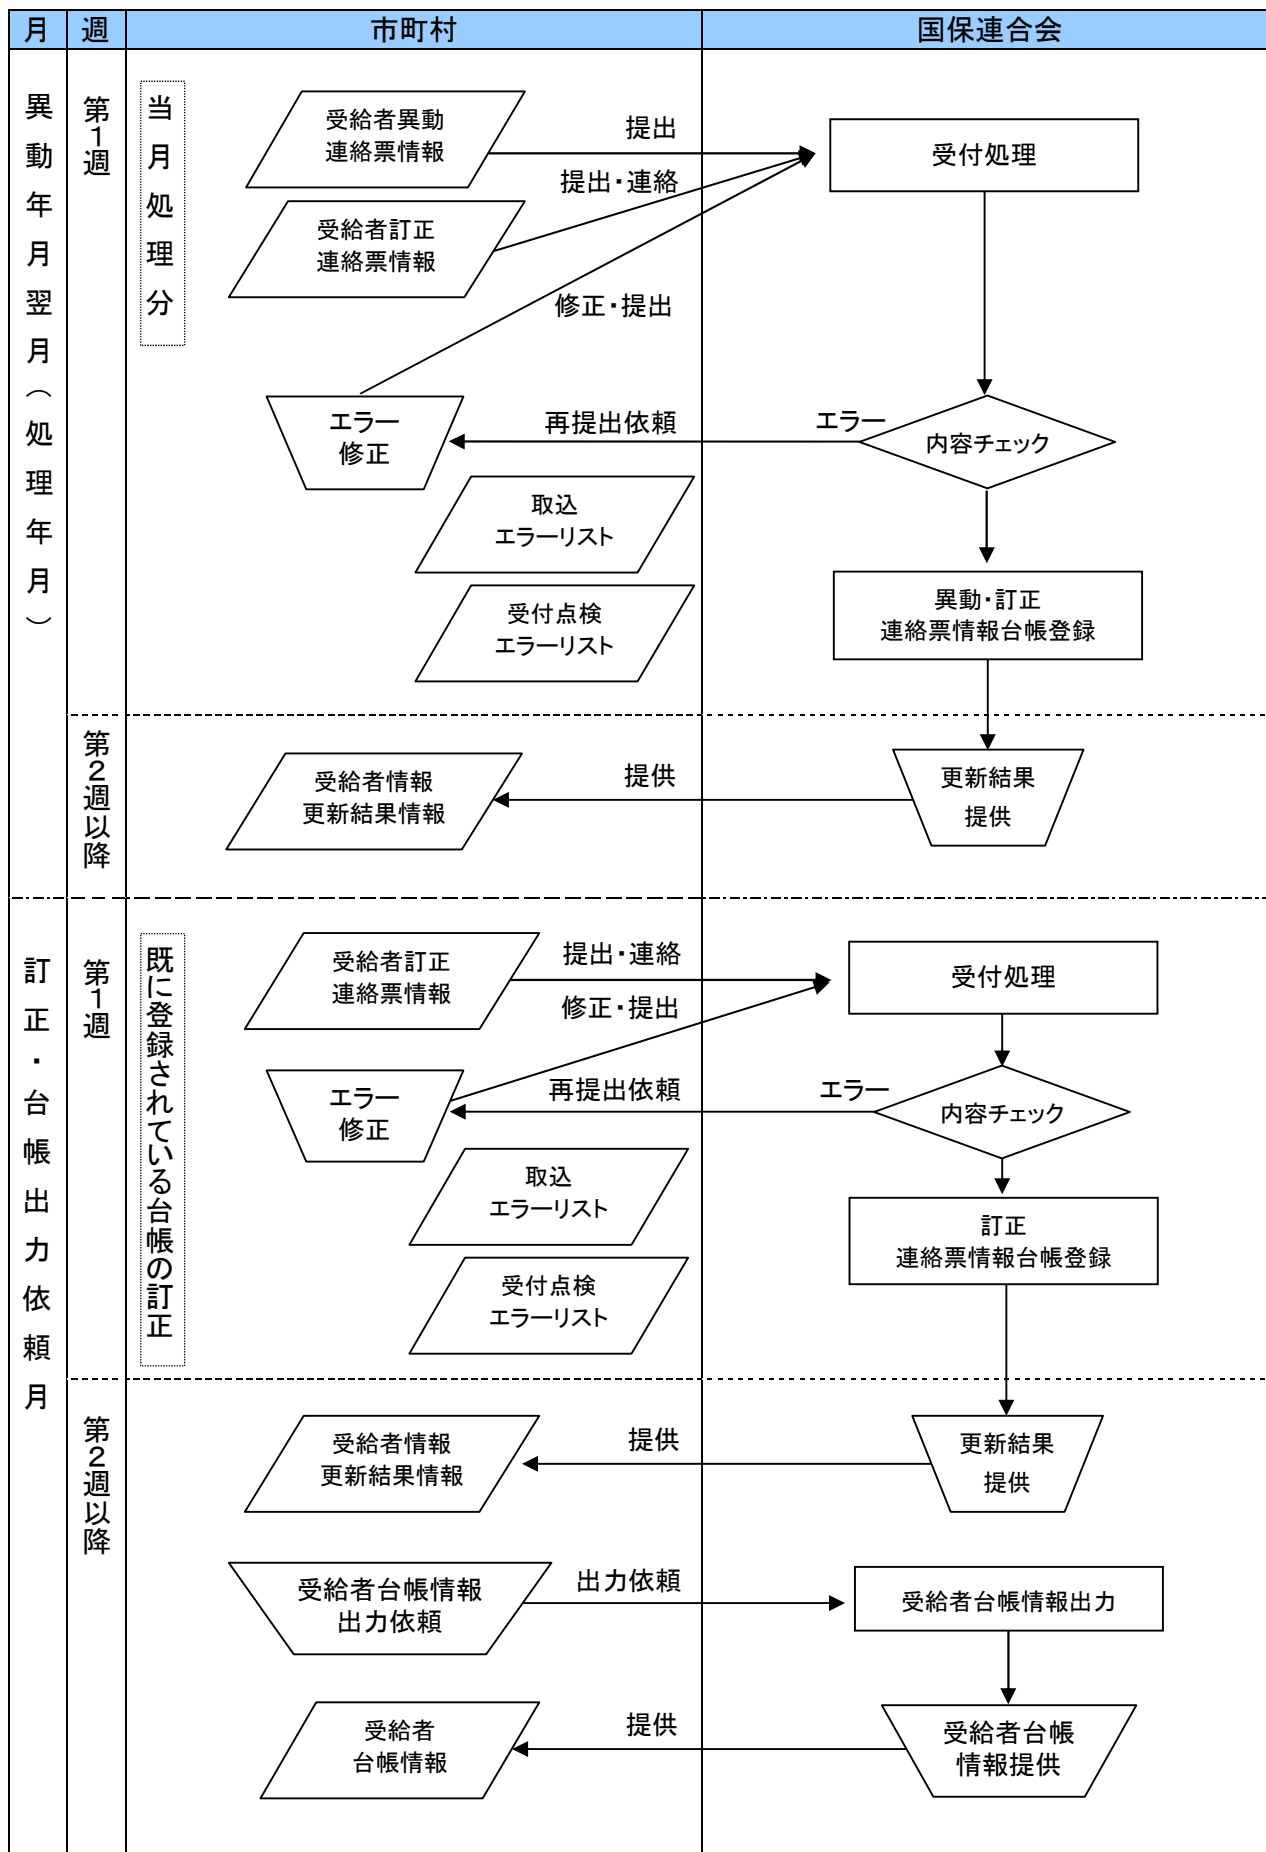 月
週
市町村
国保連合会
異動年月翌月（処理年月）
第1週
当月処理分
受給者異動
連絡票情報
提出
受付処理
提出・連絡
受給者訂正
連絡票情報
修正・提出
エラー
修正
再提出依頼
エラー
内容チェック
取込
エラーリスト
異動・訂正
連絡票情報台帳登録
受付点検
エラーリスト
第2週以降
受給者情報
更新結果情報
提供
更新結果
提供
訂正・台帳出力依頼月
第1週
既に登録されている台帳の訂正
受給者訂正
連絡票情報
提出・連絡
受付処理
修正・提出
エラー
修正
再提出依頼
エラー
内容チェック
取込
エラーリスト
訂正
連絡票情報台帳登録
受付点検
エラーリスト
第2週以降
受給者情報
更新結果情報
提供
更新結果
提供
受給者台帳情報
出力依頼
出力依頼
受給者台帳情報出力
受給者
台帳情報
提供
受給者台帳
情報提供